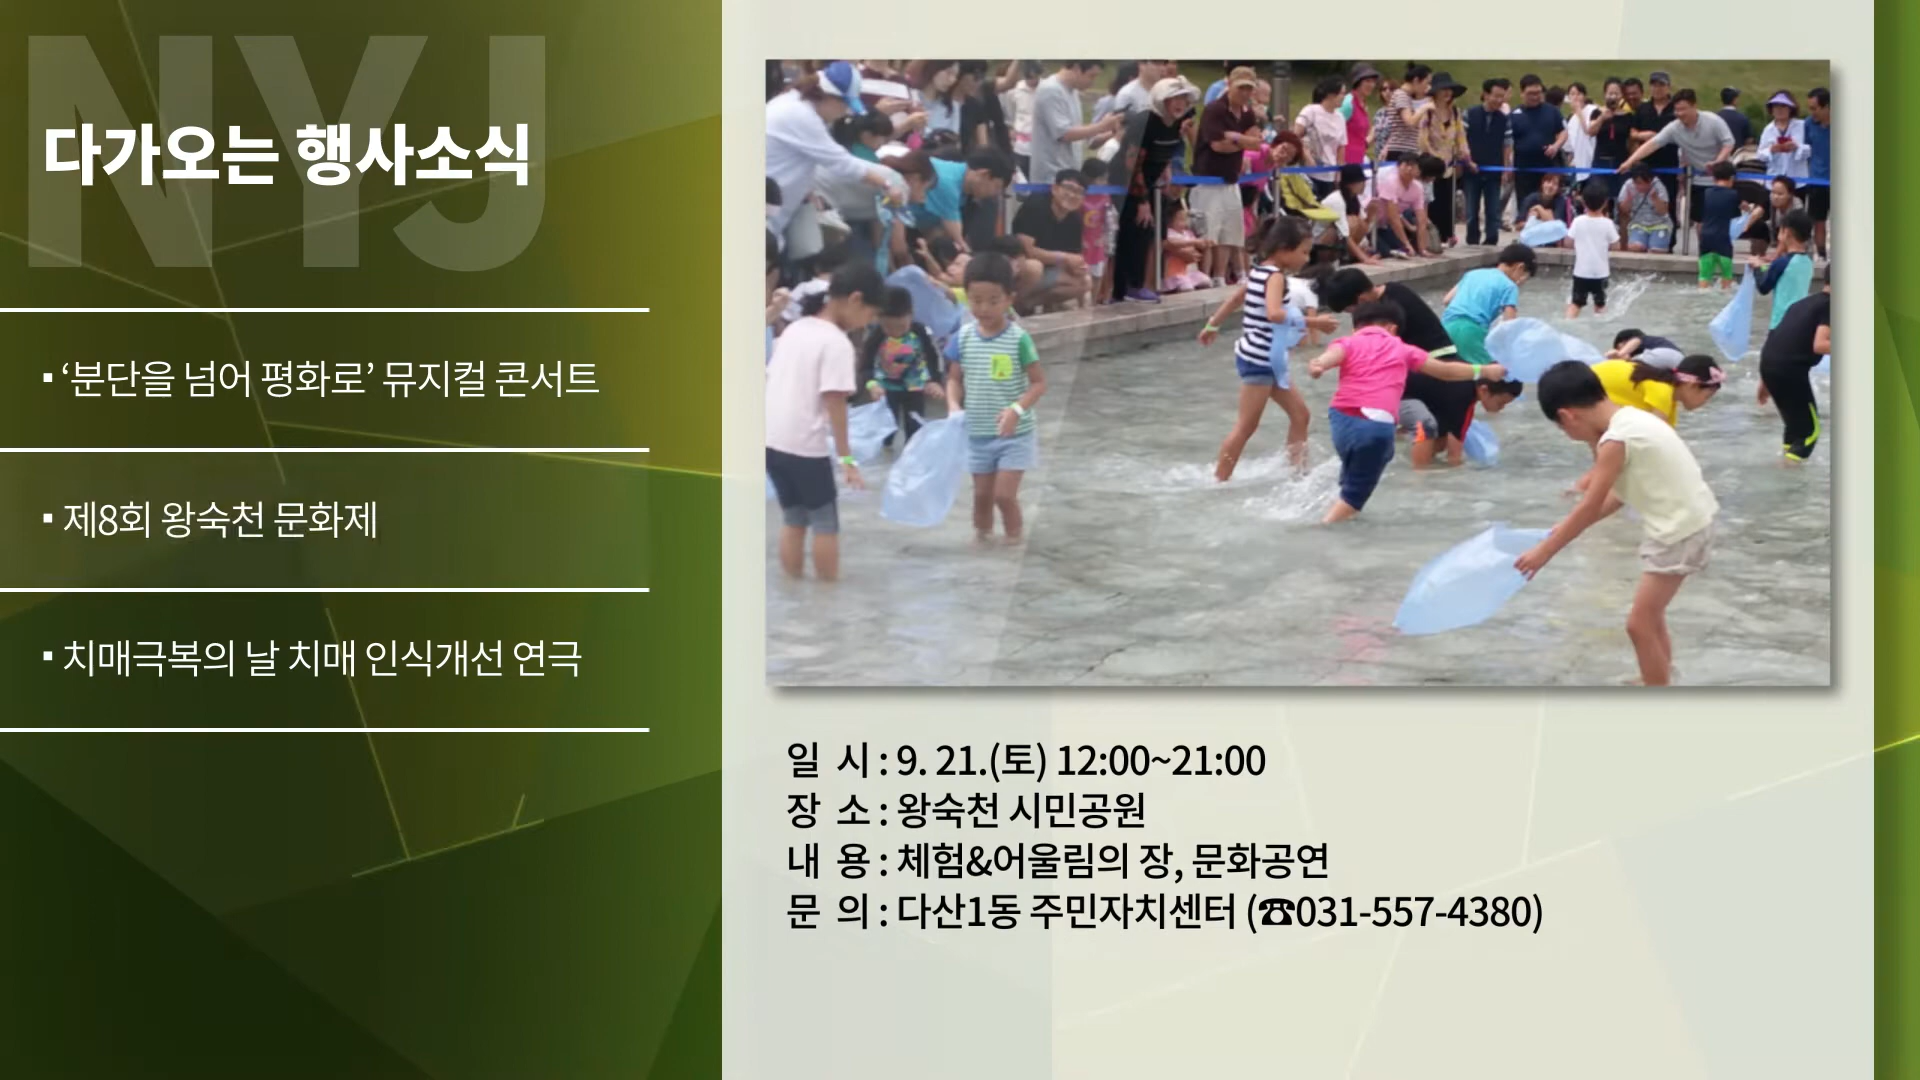 NYJ
다가오는 행사소식
▪ ‘분단을 넘어 평화로’ 뮤지컬 콘서트
▪ 제8회 왕숙천 문화제
▪ 치매극복의 날 치매 인식개선 연극
일 시 : 9. 21.(토) 12:00~21:00
장 소 : 왕숙천 시민공원
내 용 : 체험&어울림의 장, 문화공연
문 의 : 다산1동 주민자치센터 (☎031-557-4380)